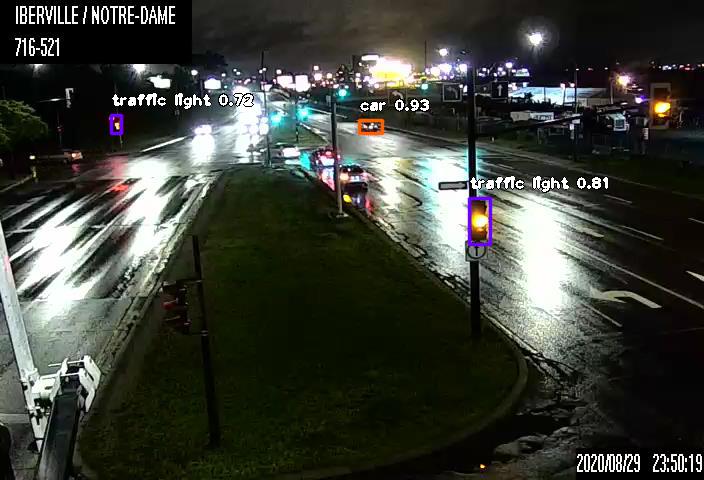 IBERVILLE / NOTRE-DAME
716-521
traffic light 0.72
car 0.93
traffic light 0.81
2020/08/29 23:50:19